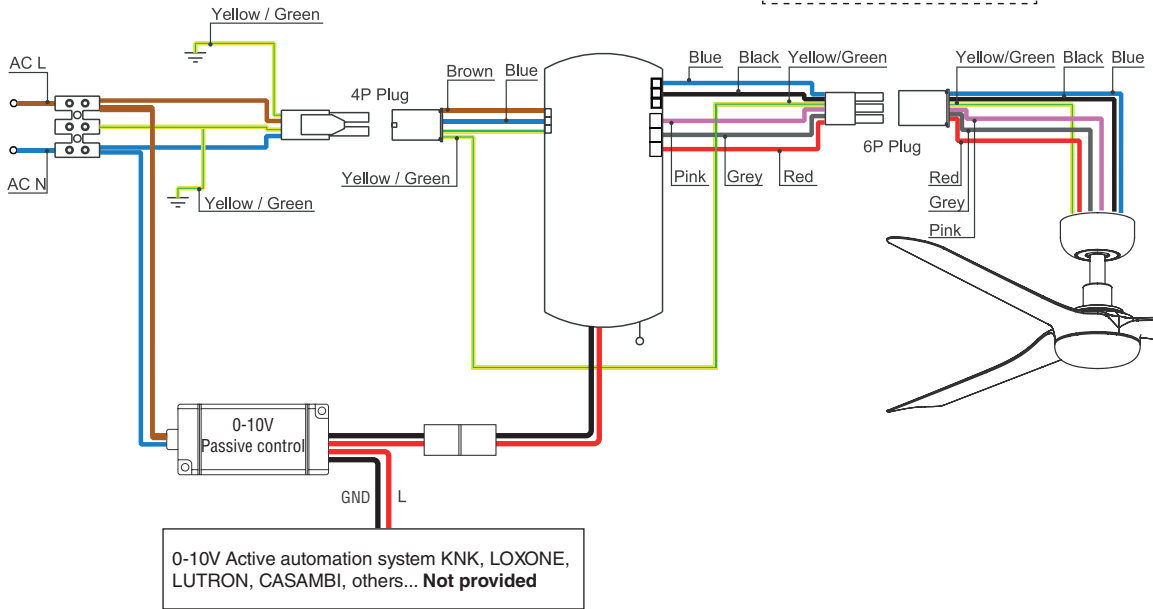 Yellow / Green
AC L
Brown
Blue
4P Plug
Blue
Black
Yellow/Green
Yellow/Green
Black
Blue
6P Plug
AC N
Yellow / Green
Yellow / Green
Pink
Grey
Red
Red
Grey
Pink
0-10V
Passive control
GND
L
0-10V Active automation system KNK, LOXONE,
LUTRON, CASAMBI, others... Not provided